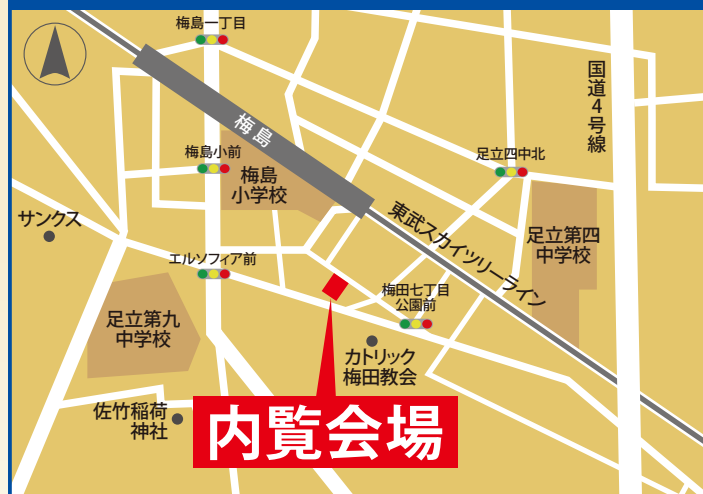 梅島一丁目
国道4号線
梅島
梅島小前
足立四中北
梅島
小学校
サンクス
東武スカイツリーライン
足立第四
中学校
エルソフィア前
梅田七丁目
公園前
足立第九
中学校
カトリック
梅田教会
佐竹稲荷
神社
内覧会場